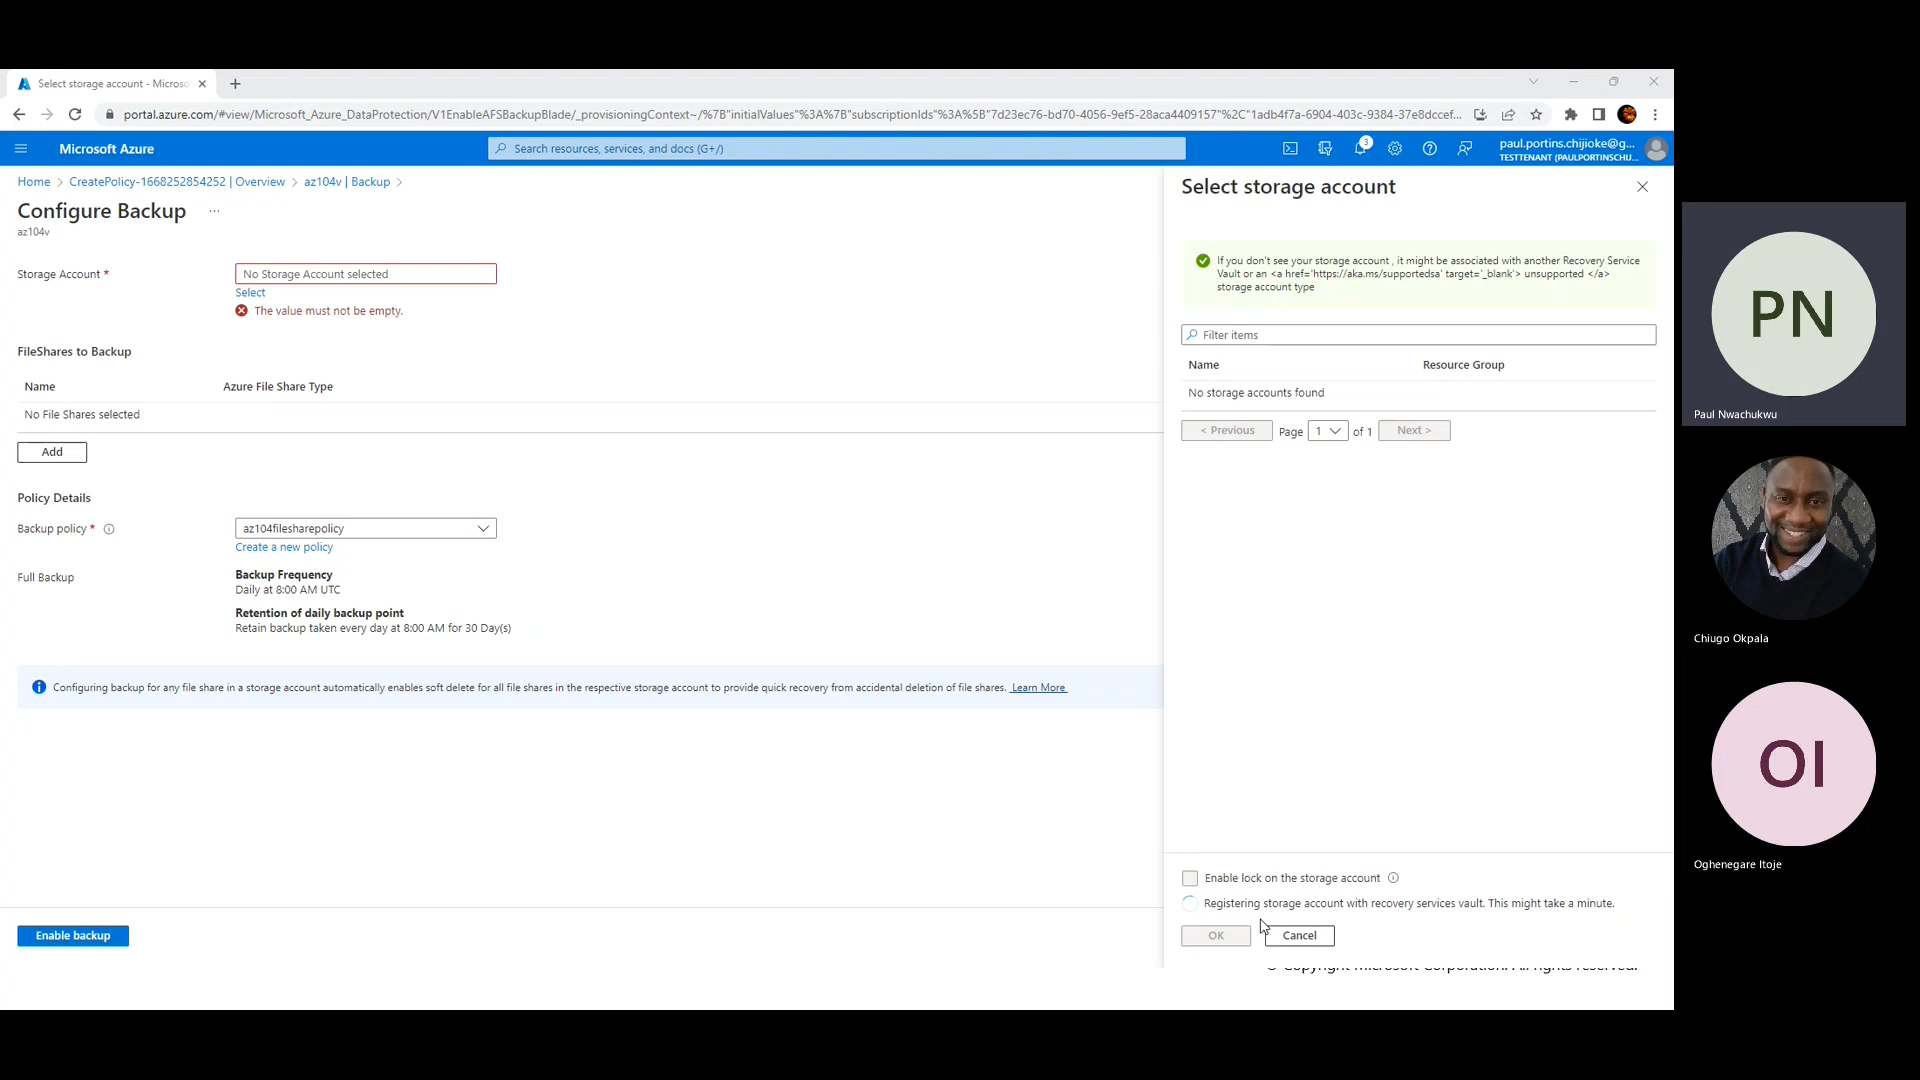 Select storage account - Microsc
portal.azure.com/#view/Microsoft_Azure_DataProtection/V1EnableAFSBackupBlade/_provisioningContext~/%7B"initialValues"%3A%7B"subscriptionIds"%3A%5B"7d23ec76-bd70-4056-9ef5-28aca4409157"%2C"1adb4f7a-6904-403c-9384-37e8dccef...
Microsoft Azure
Search resources, services, and docs (G+/)
3
paul.portins.chijioke@g...
TESTTENANT (PAULPORTINSCHIJ...
Home > CreatePolicy-1668252854252 | Overview > az104v | Backup >
Configure Backup ...
az104v
Storage Account *
No Storage Account selected
Select
The value must not be empty.
FileShares to Backup
Name Azure File Share Type
No File Shares selected
Add
Policy Details
Backup policy *
az104filesharepolicy
Create a new policy
Full Backup
Backup Frequency
Daily at 8:00 AM UTC
Retention of daily backup point
Retain backup taken every day at 8:00 AM for 30 Day(s)
Configuring backup for any file share in a storage account automatically enables soft delete for all file shares in the respective storage account to provide quick recovery from accidental deletion of file shares. Learn More
Enable backup
Select storage account
If you don't see your storage account , it might be associated with another Recovery Service
Vault or an <a href='https://aka.ms/supportedsa' target='_blank'> unsupported </a>
storage account type
Filter items
Name Resource Group
No storage accounts found
< Previous Page 1 of 1 Next >
Enable lock on the storage account
Registering storage account with recovery services vault. This might take a minute.
OK Cancel
© Copyright Microsoft Corporation. All rights reserved.
PN
Paul Nwachukwu
Chiugo Okpala
OI
Oghenegare Itoje